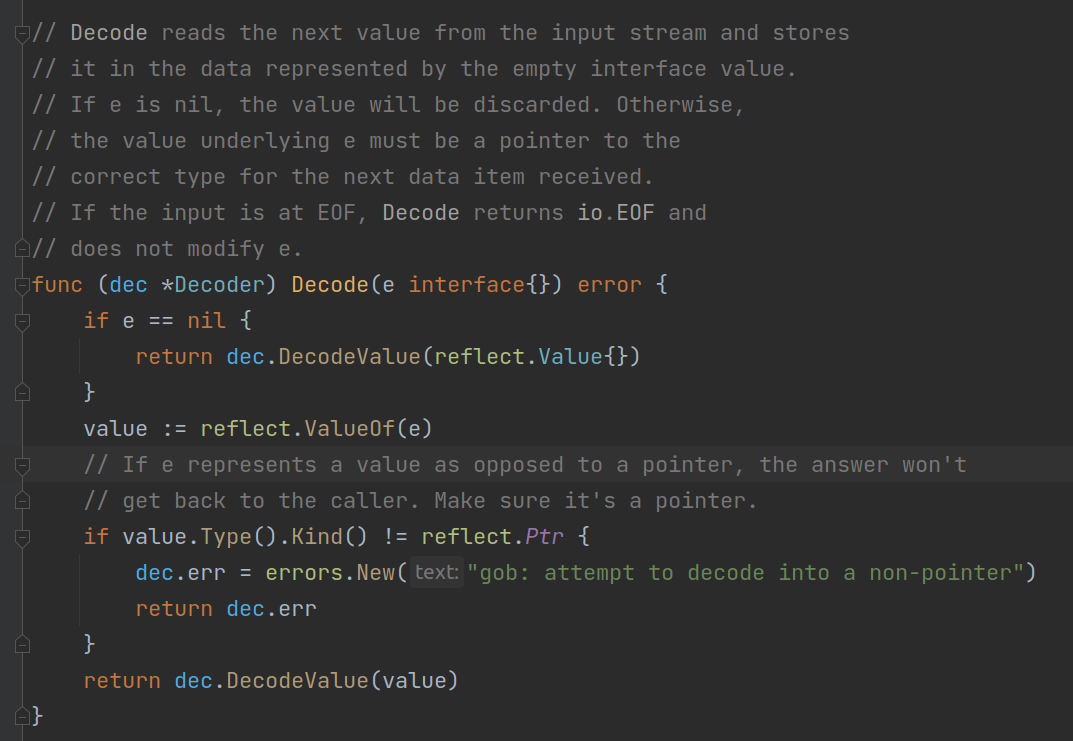 // Decode reads the next value from the input stream and stores
// it in the data represented by the empty interface value.
// If e is nil, the value will be discarded. Otherwise,
// the value underlying e must be a pointer to the
// correct type for the next data item received.
// If the input is at EOF, Decode returns io.EOF and
// does not modify e.
func (dec *Decoder) Decode(e interface{}) error {
    if e == nil {
        return dec.DecodeValue(reflect.Value{})
    }
    value := reflect.ValueOf(e)
    // If e represents a value as opposed to a pointer, the answer won't
    // get back to the caller. Make sure it's a pointer.
    if value.Type().Kind() != reflect.Ptr {
        dec.err = errors.New( text: "gob: attempt to decode into a non-pointer")
        return dec.err
    }
    return dec.DecodeValue(value)
}